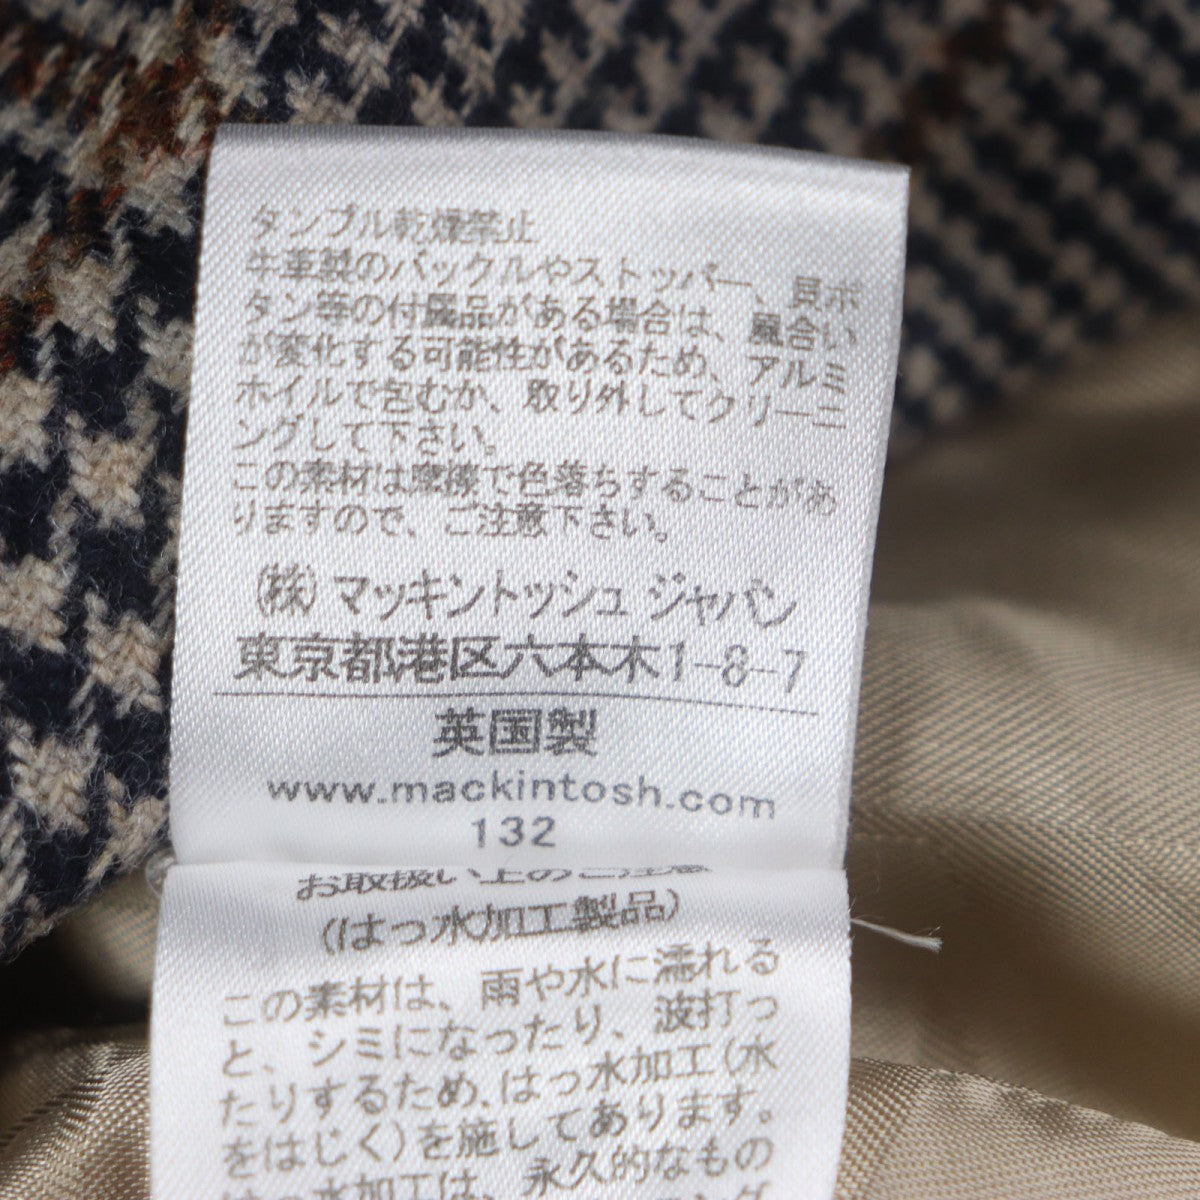 タンブル乾燥禁止
牛革製のバックルやストッパー、貝ボ
タン等の付属品がある場合は、風合い
が変化する可能性があるため、アルミ
ホイルで包むか、取り外してクリーニ
ングして下さい。
この素材は摩擦で色落ちすることがあ
りますので、ご注意下さい。
(株)マッキントッシュ ジャパン
東京都港区六本木1-8-7
英国製
www.mackintosh.com
132
お取扱い上のご注意
(はっ水加工製品)
この素材は、雨や水に濡れる
と、シミになったり、波打っ
たりするため、はっ水加工(水
をはじく)を施してあります。
はっ水加工は、永久的なもの